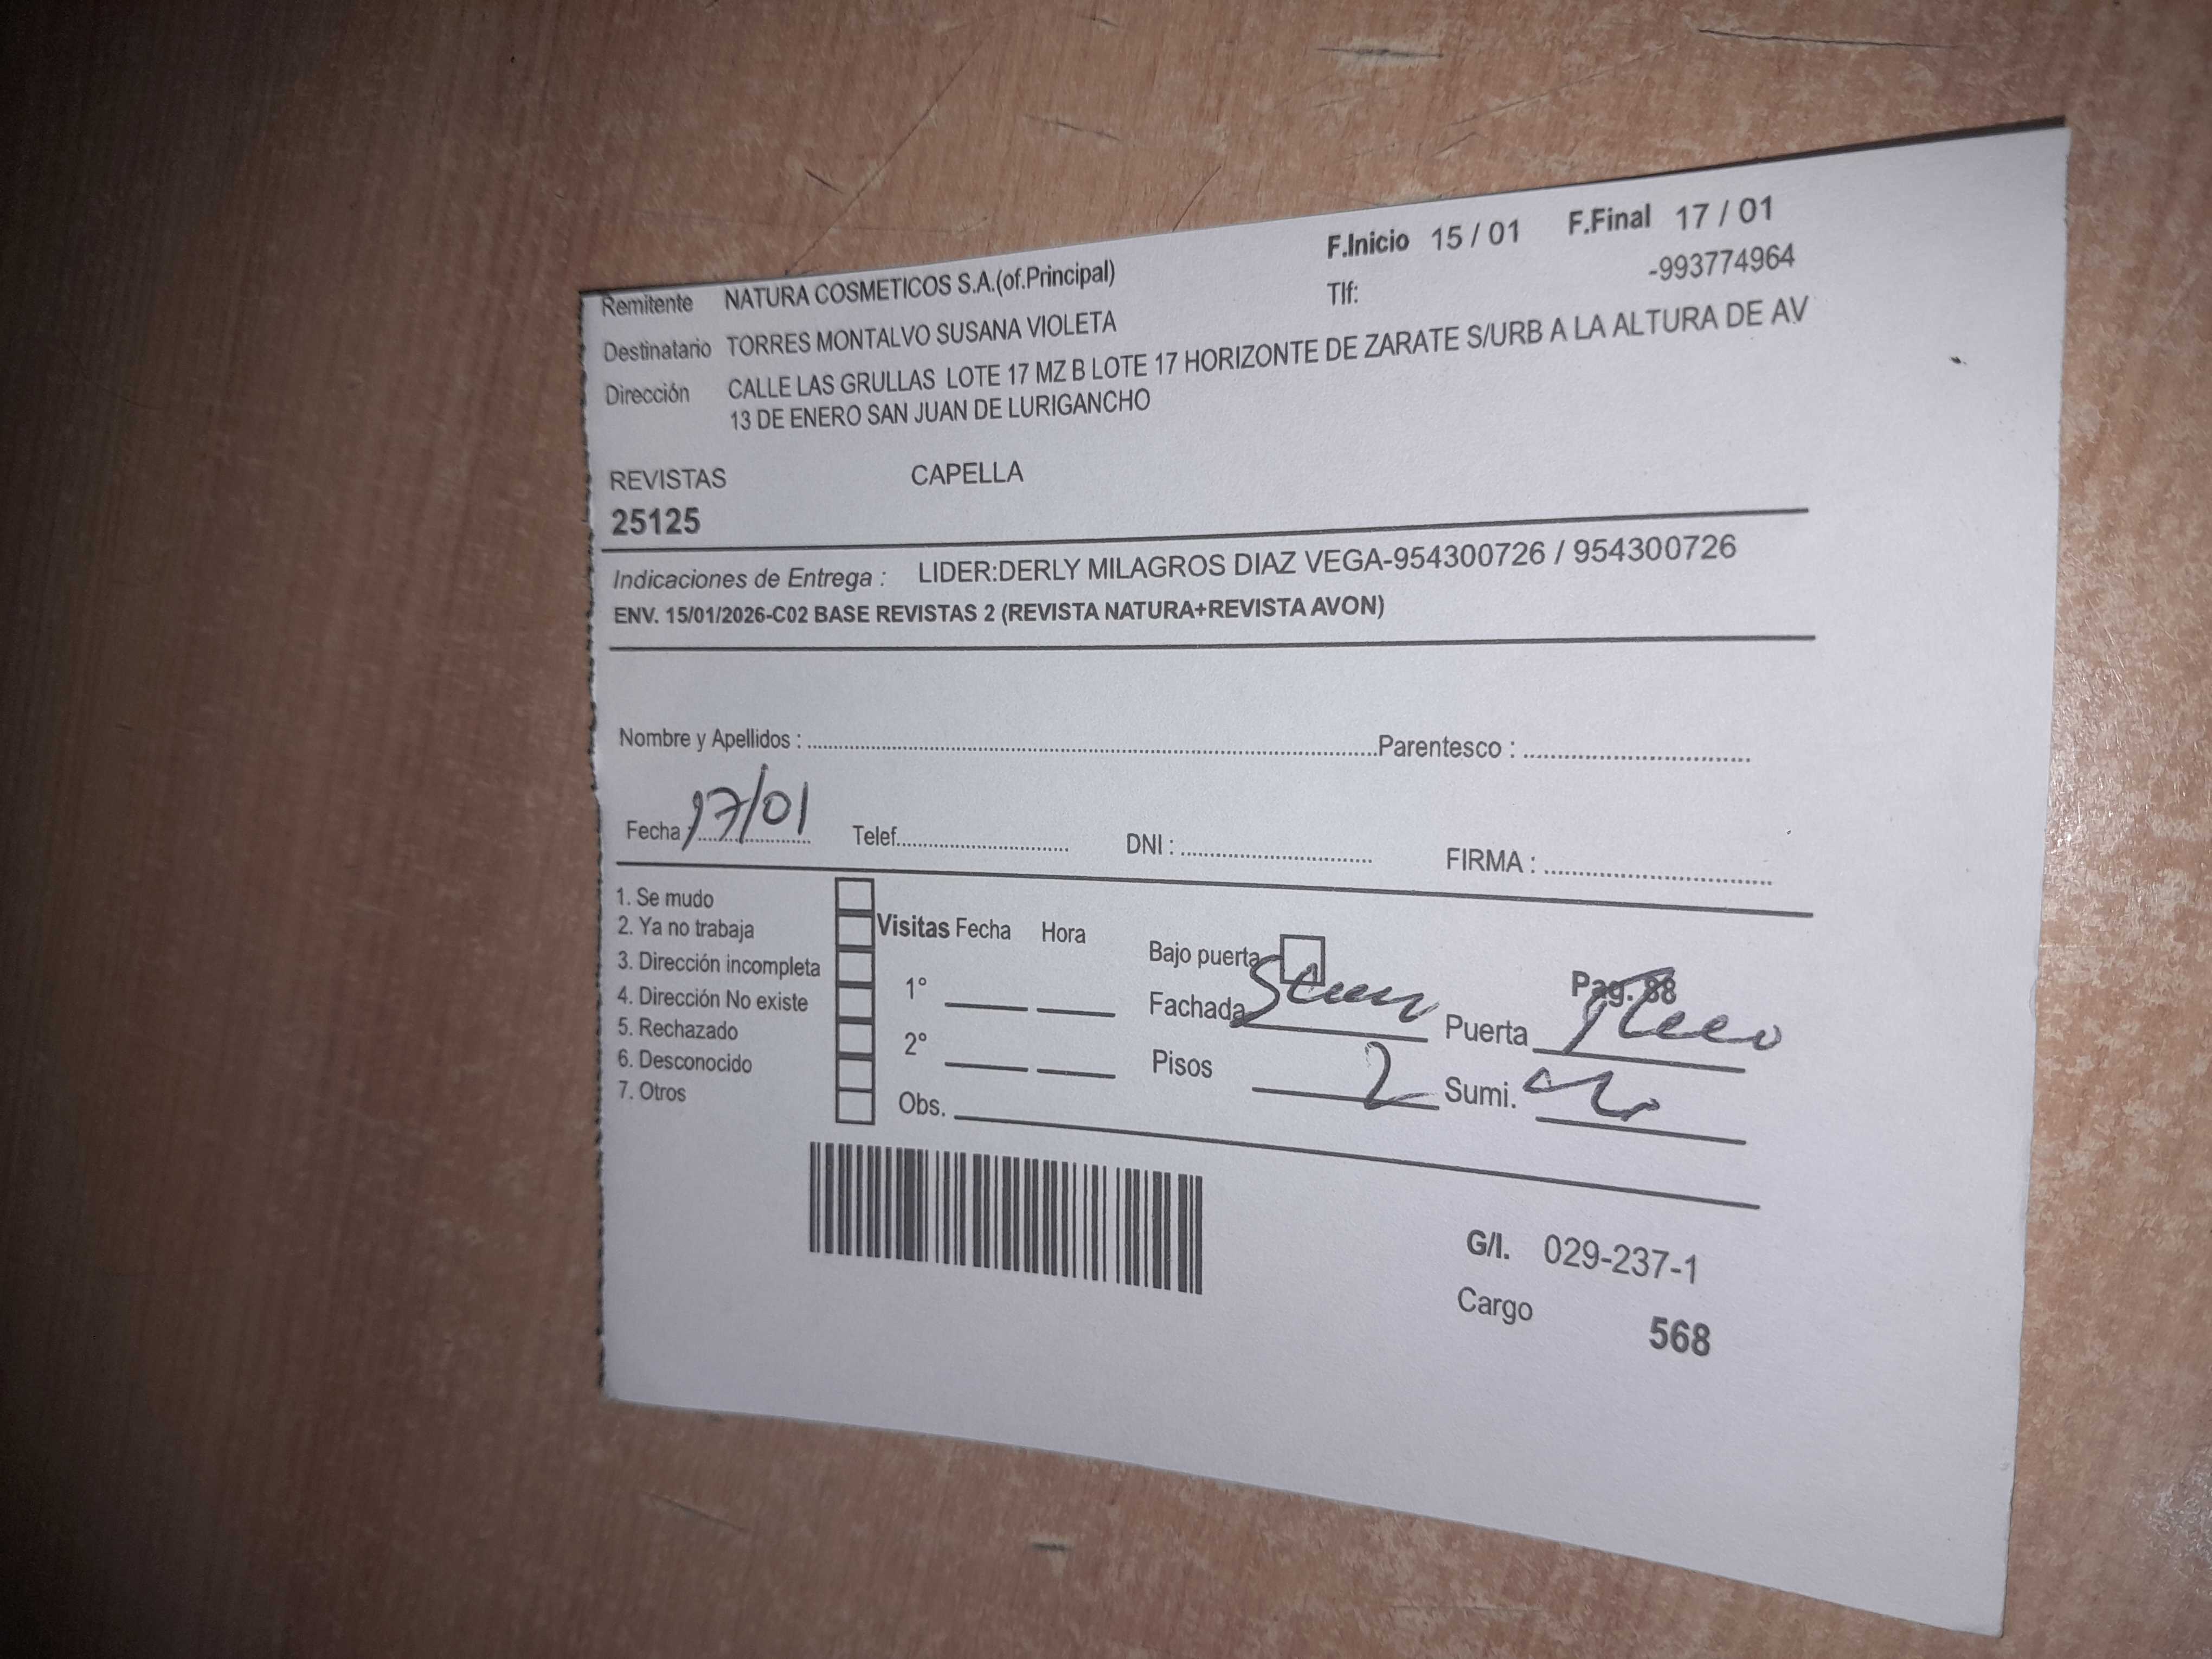 F.Inicio 15 / 01 F.Final 17 / 01
Remitente NATURA COSMETICOS S.A.(of.Principal) Tlf: -993774964
Destinatario TORRES MONTALVO SUSANA VIOLETA
Dirección CALLE LAS GRULLAS LOTE 17 MZ B LOTE 17 HORIZONTE DE ZARATE S/URB A LA ALTURA DE AV
13 DE ENERO SAN JUAN DE LURIGANCHO
REVISTAS CAPELLA
25125
Indicaciones de Entrega : LIDER:DERLY MILAGROS DIAZ VEGA-954300726 / 954300726
ENV. 15/01/2026-C02 BASE REVISTAS 2 (REVISTA NATURA+REVISTA AVON)
Nombre y Apellidos : Parentesco :
Fecha 17/01 Telef. DNI : FIRMA :
1. Se mudo
2. Ya no trabaja
3. Dirección incompleta
4. Dirección No existe
5. Rechazado
6. Desconocido
7. Otros
Visitas Fecha Hora
1°
2°
Obs.
Bajo puerta Pag. 88
Fachada Puerta
Pisos 2 Sumi.
G/I. 029-237-1
Cargo 568